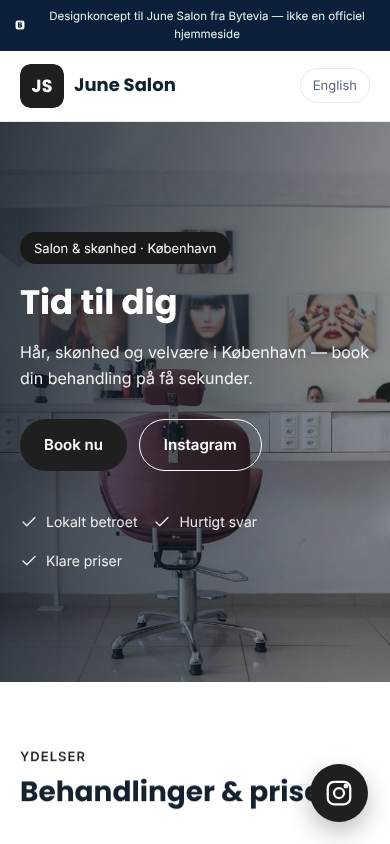 Designkoncept til June Salon fra Bytevia — ikke en officiel
hjemmeside
JS
June Salon
English
Salon & skønhed · København
Tid til dig
Hår, skønhed og velvære i København — book
din behandling på få sekunder.
Book nu
Instagram
Lokalt betroet
Hurtigt svar
Klare priser
YDELSER
Behandlinger &